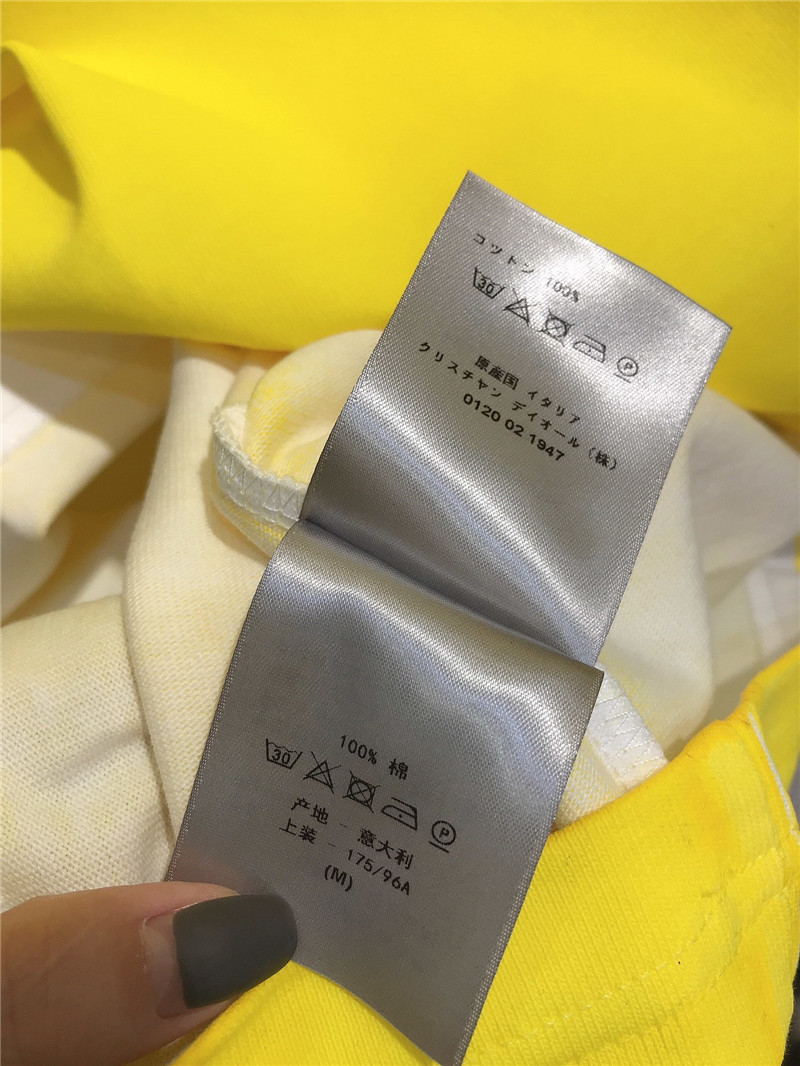 コットン 100%
30
P
原産国 イタリア
クリスチャン ディオール (株)
0120 02 1947
100% 棉
30
P
产地 - 意大利
上装 - 175/96A
(M)